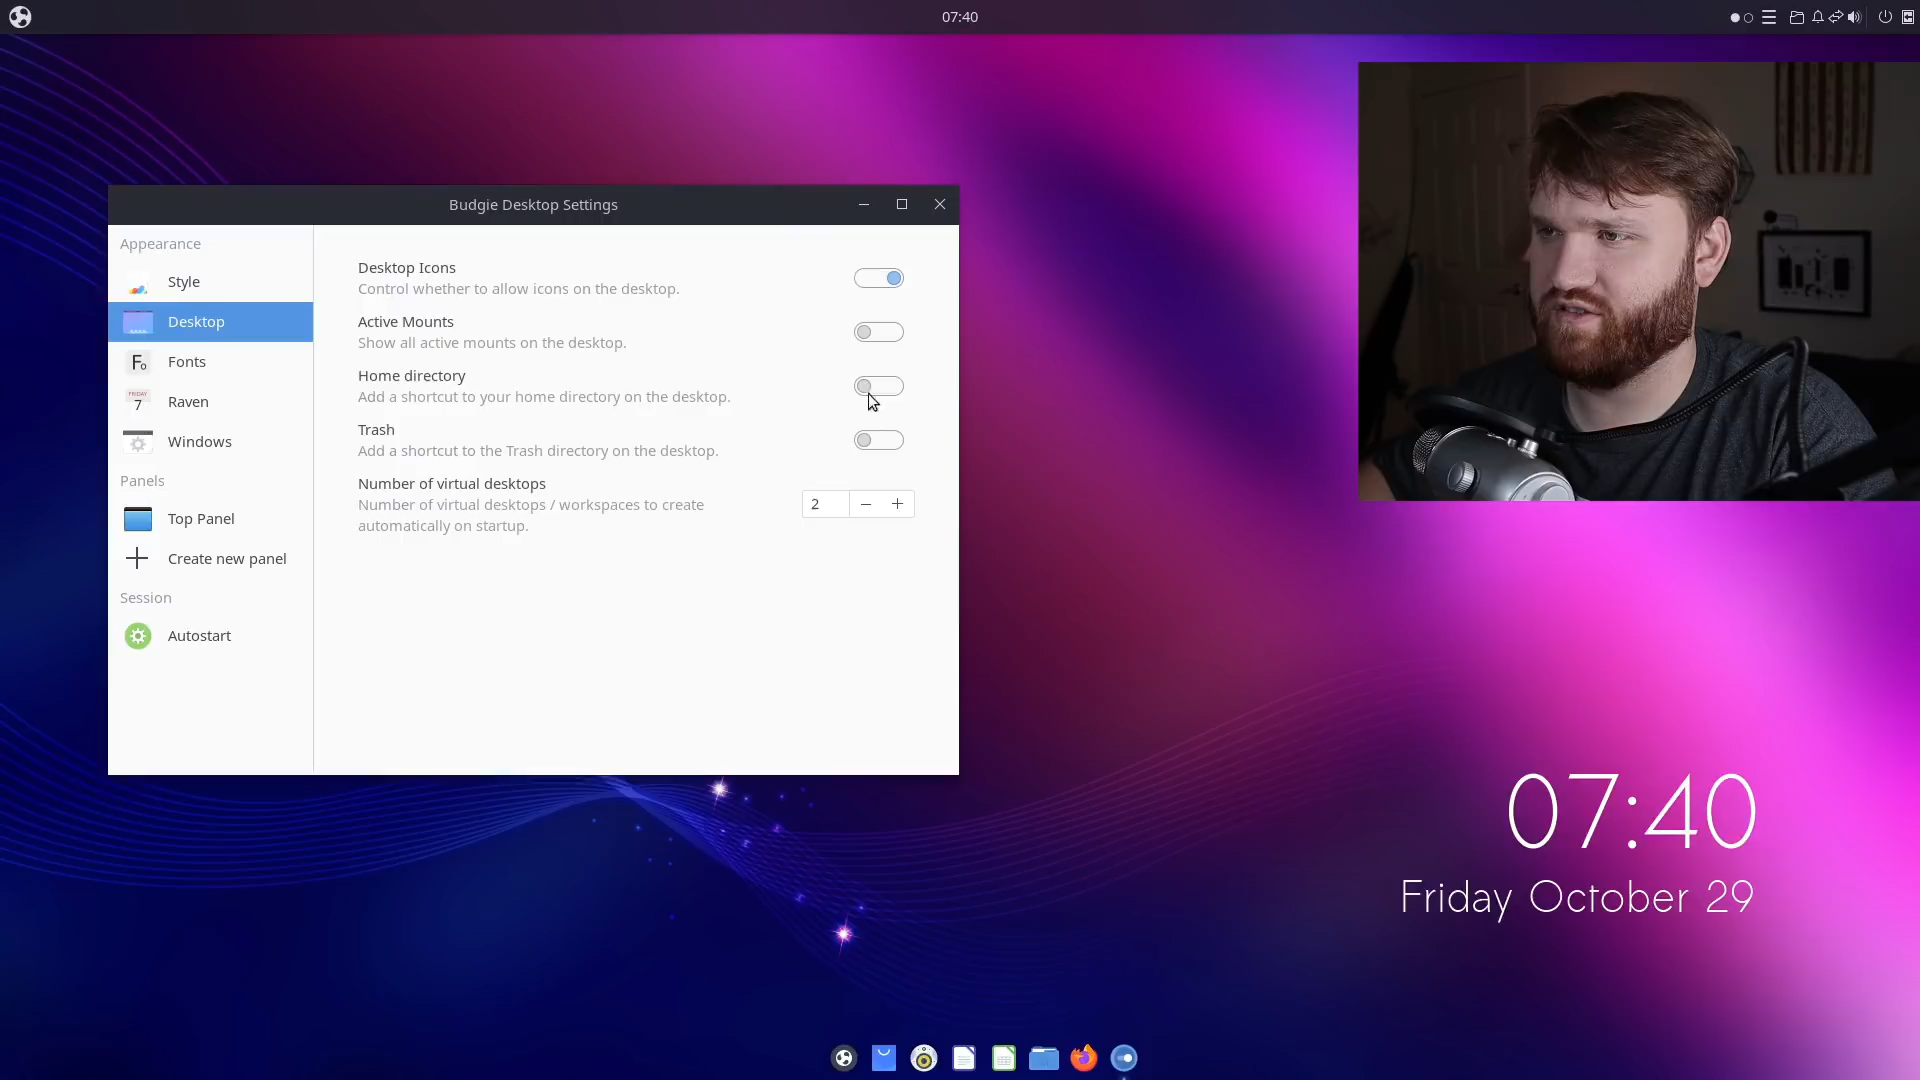 07:40
Budgie Desktop Settings
Appearance
Style
Desktop
Fo
Fonts
FRIDAY
7
Raven
Windows
Panels
Top Panel
Create new panel
Session
Autostart
Desktop Icons
Control whether to allow icons on the desktop.
Active Mounts
Show all active mounts on the desktop.
Home directory
Add a shortcut to your home directory on the desktop.
Trash
Add a shortcut to the Trash directory on the desktop.
Number of virtual desktops
Number of virtual desktops / workspaces to create
automatically on startup.
2
07:40
Friday October 29